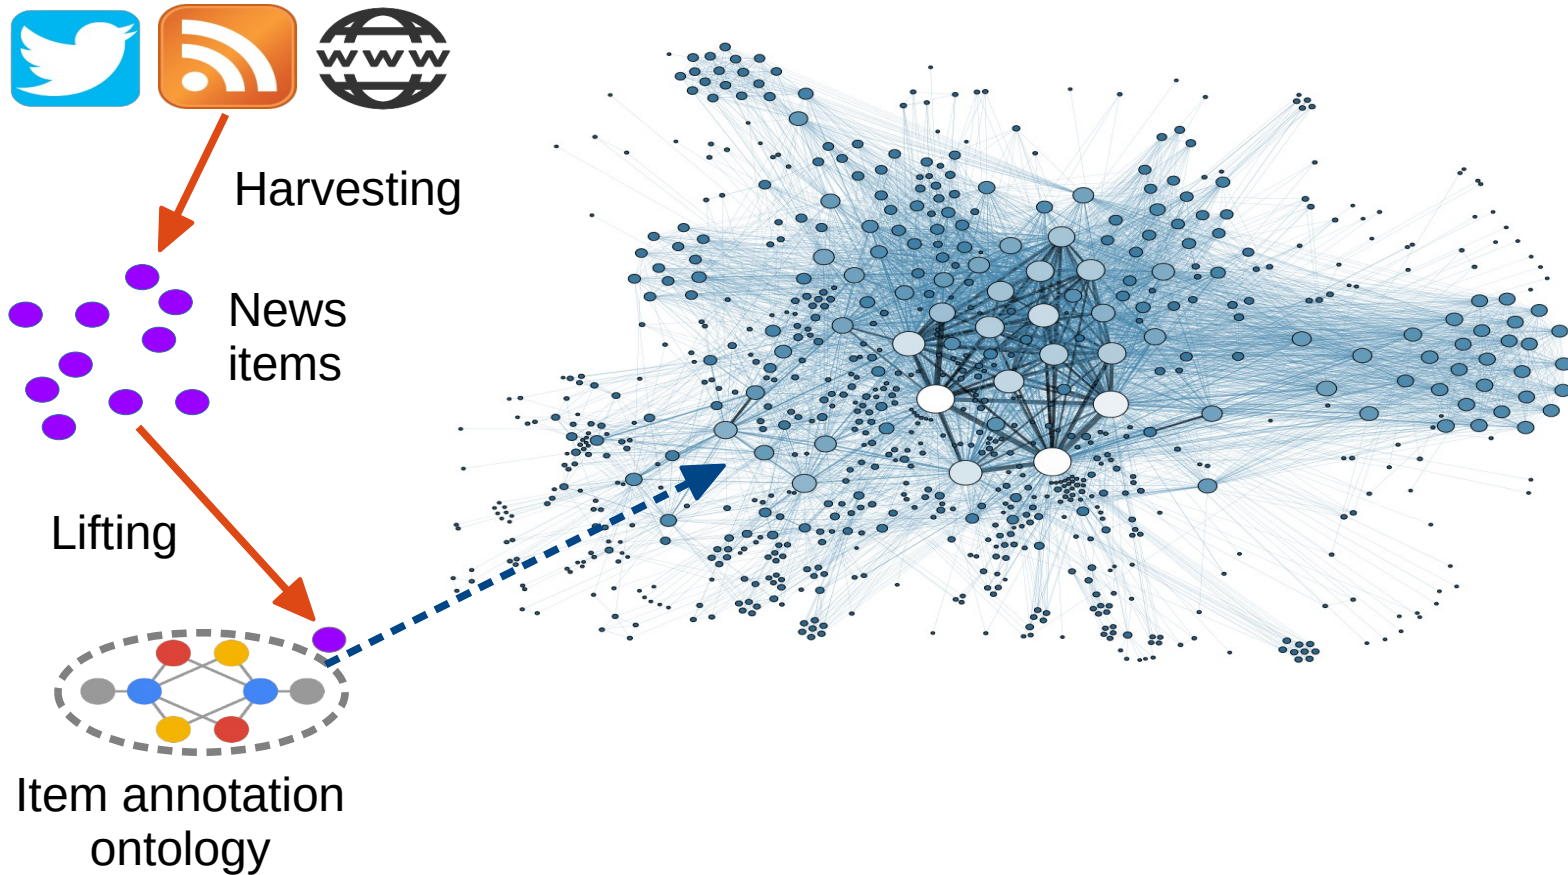 WWW
Harvesting
News
items
Lifting
Item annotation
ontology